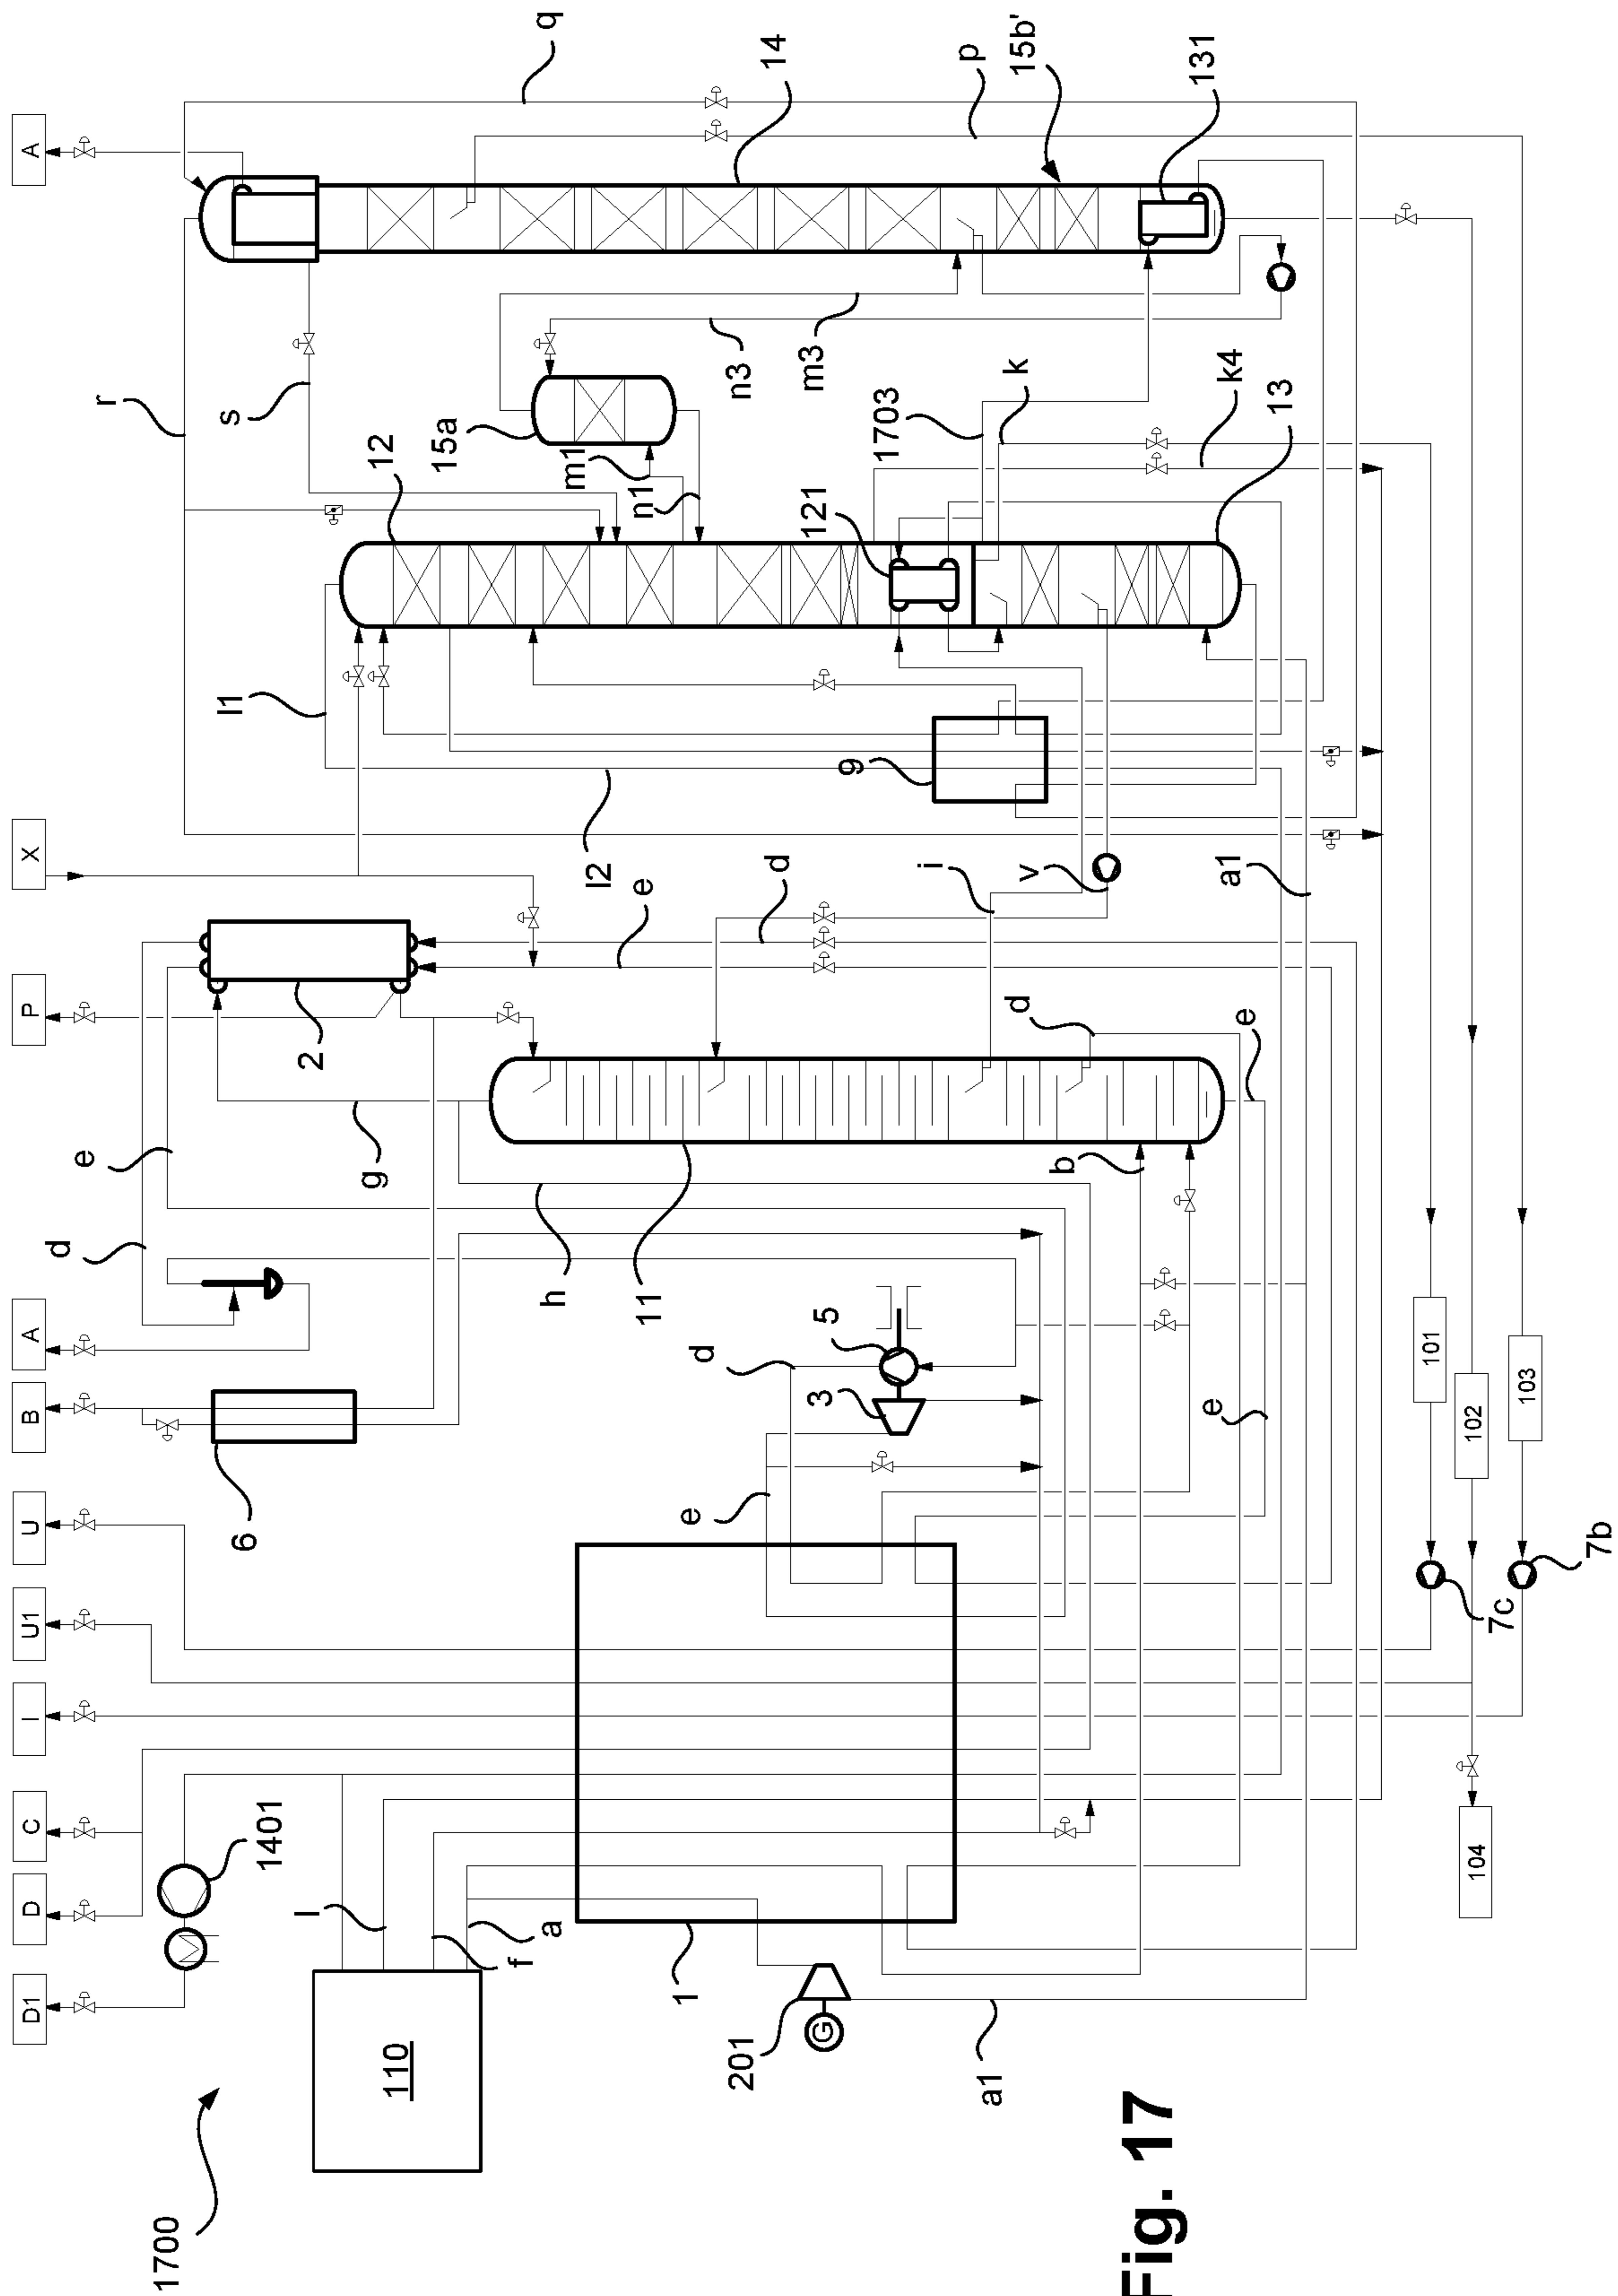 D1
D
C
I
U1
U
B
A
P
X
A
d
e
r
1700
1401
6
l1
s
l
2
g
12
110
f
15a
a
h
l2
m1
q
11
e
n1
1
e
d
n3
201
3
d
14
5
121
m3
G
9
1703
j
p
a1
d
k
v
15b'
b
k4
131
Fig. 17
e
e
a1
13
101
102
7c
104
103
7b